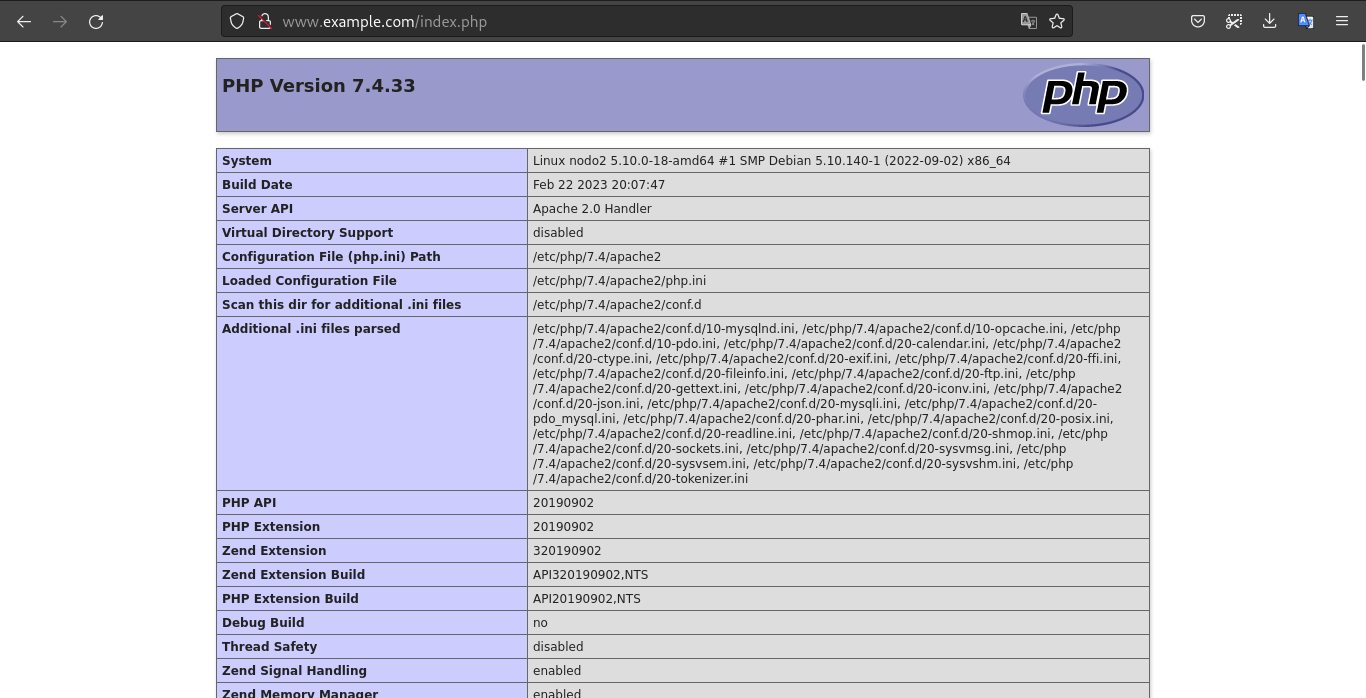 www.example.com/index.php
PHP Version 7.4.33
php
System Linux nodo2 5.10.0-18-amd64 #1 SMP Debian 5.10.140-1 (2022-09-02) x86_64
Build Date Feb 22 2023 20:07:47
Server API Apache 2.0 Handler
Virtual Directory Support disabled
Configuration File (php.ini) Path /etc/php/7.4/apache2
Loaded Configuration File /etc/php/7.4/apache2/php.ini
Scan this dir for additional .ini files /etc/php/7.4/apache2/conf.d
Additional .ini files parsed /etc/php/7.4/apache2/conf.d/10-mysqlnd.ini, /etc/php/7.4/apache2/conf.d/10-opcache.ini, /etc/php
/7.4/apache2/conf.d/10-pdo.ini, /etc/php/7.4/apache2/conf.d/20-calendar.ini, /etc/php/7.4/apache2
/conf.d/20-ctype.ini, /etc/php/7.4/apache2/conf.d/20-exif.ini, /etc/php/7.4/apache2/conf.d/20-ffi.ini,
/etc/php/7.4/apache2/conf.d/20-fileinfo.ini, /etc/php/7.4/apache2/conf.d/20-ftp.ini, /etc/php
/7.4/apache2/conf.d/20-gettext.ini, /etc/php/7.4/apache2/conf.d/20-iconv.ini, /etc/php/7.4/apache2
/conf.d/20-json.ini, /etc/php/7.4/apache2/conf.d/20-mysqli.ini, /etc/php/7.4/apache2/conf.d/20-
pdo_mysql.ini, /etc/php/7.4/apache2/conf.d/20-phar.ini, /etc/php/7.4/apache2/conf.d/20-posix.ini,
/etc/php/7.4/apache2/conf.d/20-readline.ini, /etc/php/7.4/apache2/conf.d/20-shmop.ini, /etc/php
/7.4/apache2/conf.d/20-sockets.ini, /etc/php/7.4/apache2/conf.d/20-sysvmsg.ini, /etc/php
/7.4/apache2/conf.d/20-sysvsem.ini, /etc/php/7.4/apache2/conf.d/20-sysvshm.ini, /etc/php
/7.4/apache2/conf.d/20-tokenizer.ini
PHP API 20190902
PHP Extension 20190902
Zend Extension 320190902
Zend Extension Build API320190902,NTS
PHP Extension Build API20190902,NTS
Debug Build no
Thread Safety disabled
Zend Signal Handling enabled
Zend Memory Manager enabled